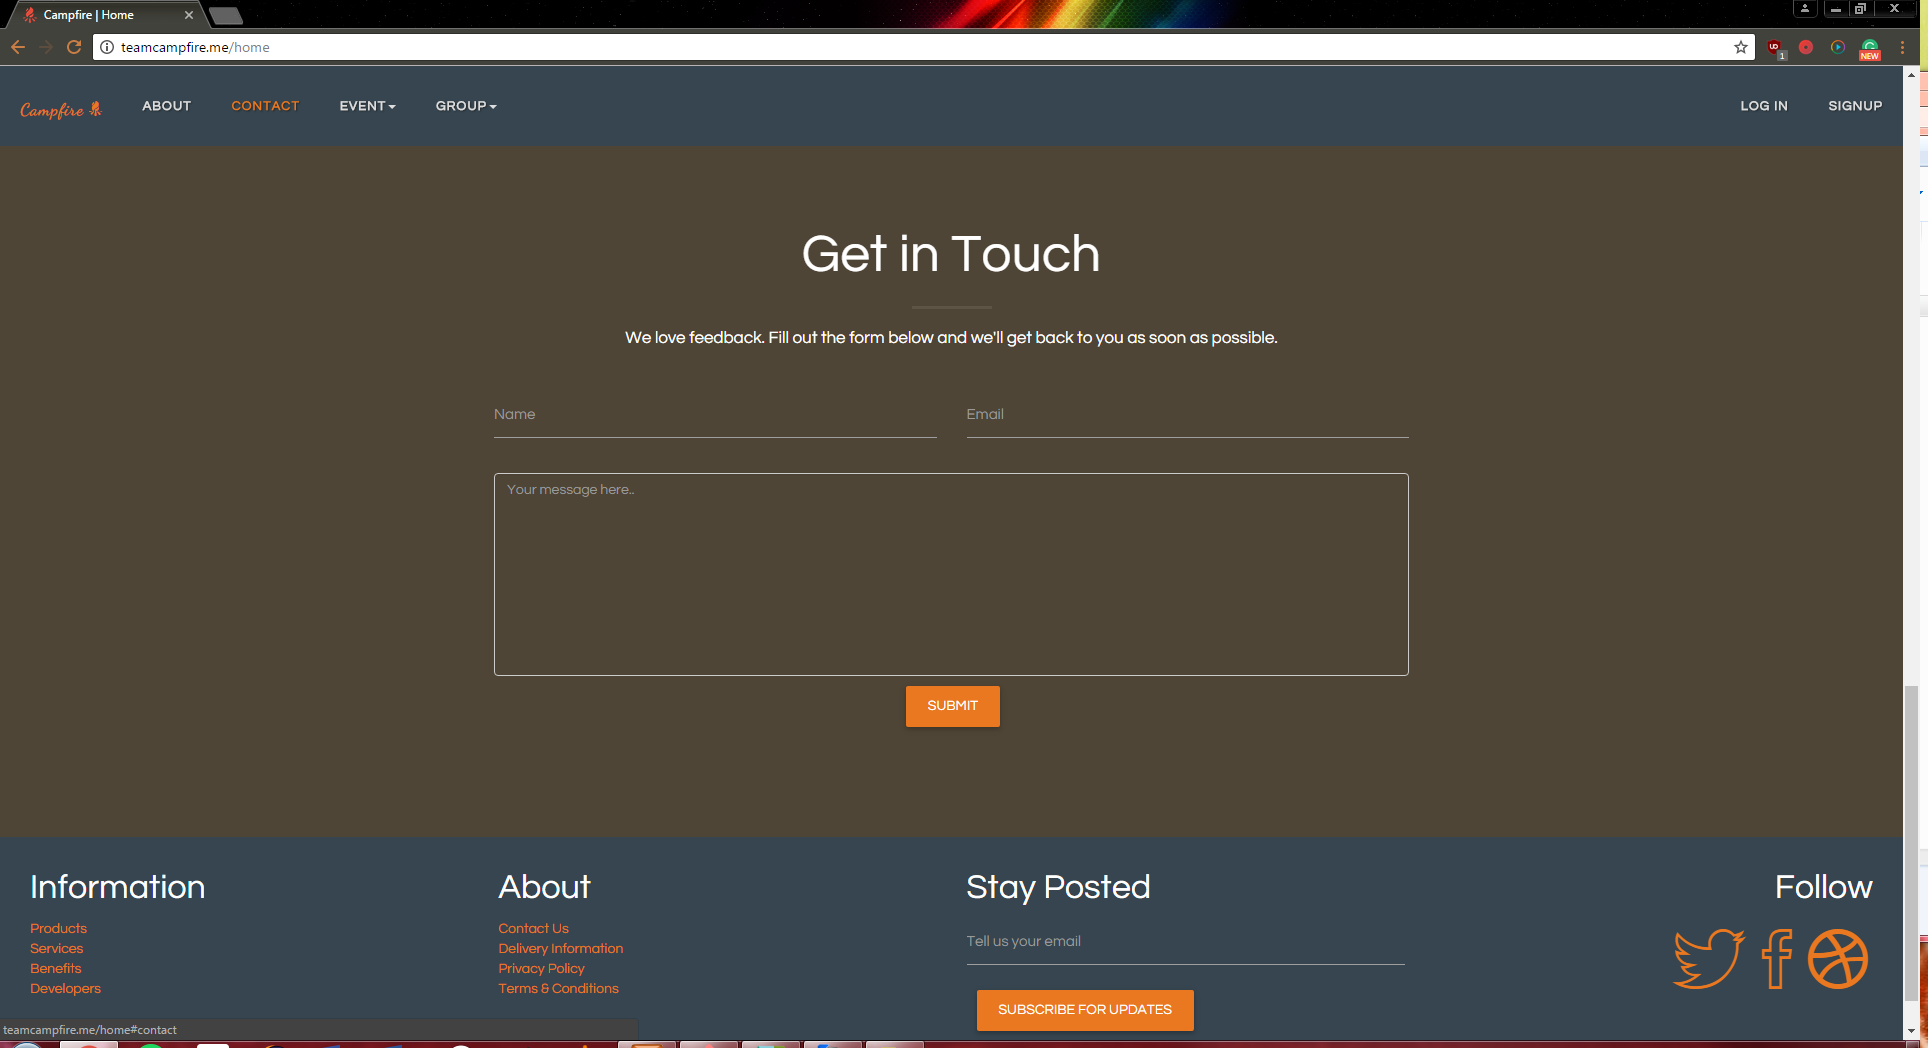 Campfire | Home
teamcampfire.me/home
1
NEW
Campfire
ABOUT
CONTACT
EVENT
GROUP
LOG IN
SIGNUP
Get in Touch
We love feedback. Fill out the form below and we'll get back to you as soon as possible.
Name
Email
Your message here..
SUBMIT
Information
Products
Services
Benefits
Developers
About
Contact Us
Delivery Information
Privacy Policy
Terms & Conditions
Stay Posted
Tell us your email
SUBSCRIBE FOR UPDATES
Follow
teamcampfire.me/home#contact